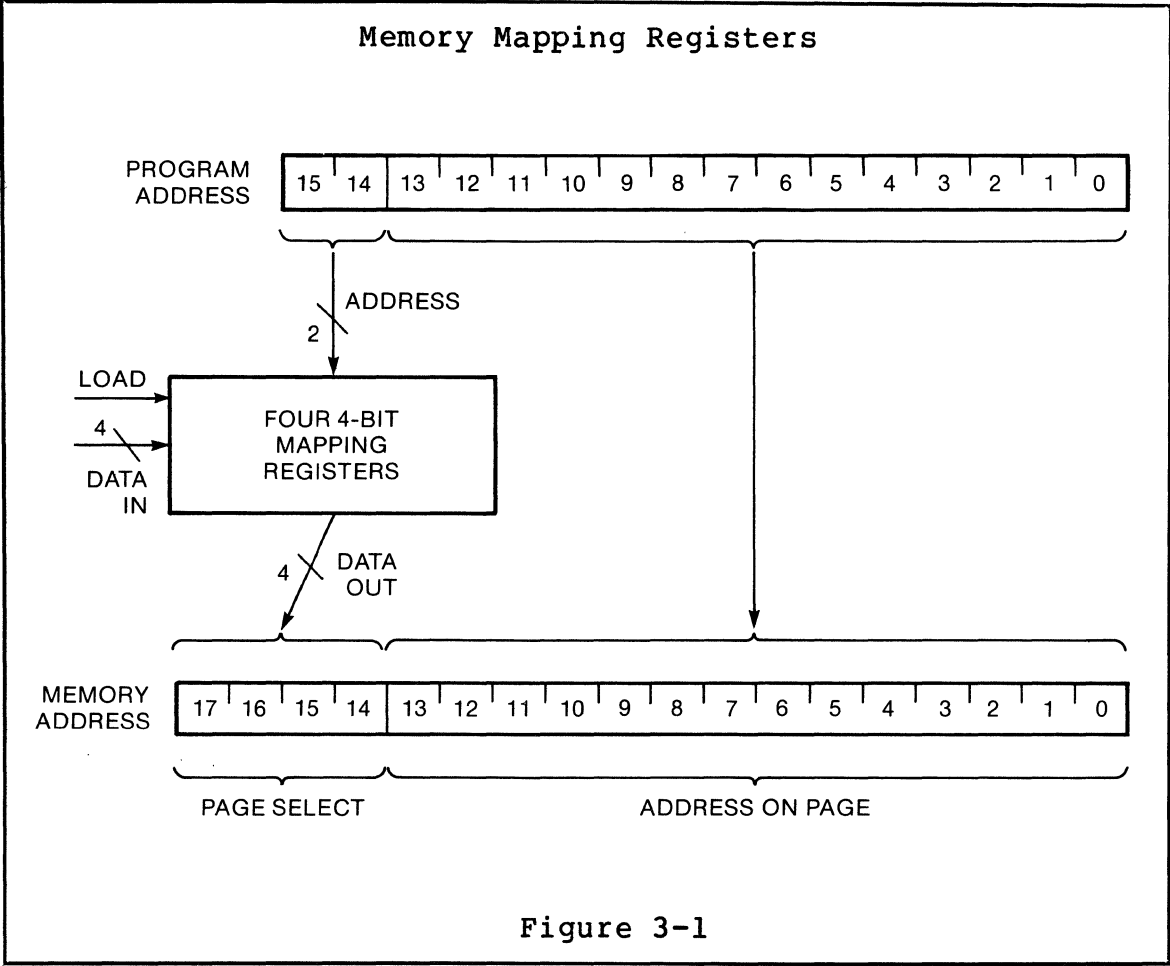 Memory Mapping Registers
PROGRAM
ADDRESS
15 14 13 12 11 10 9 8 7 6 5 4 3 2 1 0
ADDRESS
2
LOAD
4
DATA
IN
FOUR 4-BIT
MAPPING
REGISTERS
4
DATA
OUT
MEMORY
ADDRESS
17 16 15 14 13 12 11 10 9 8 7 6 5 4 3 2 1 0
PAGE SELECT
ADDRESS ON PAGE
Figure 3-1